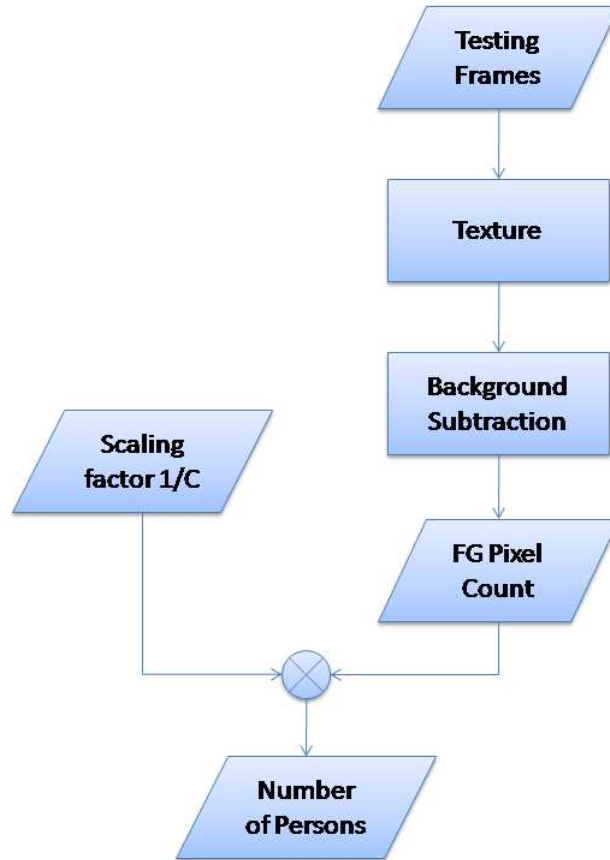 Testing
Frames
Texture
Background
Subtraction
Scaling
factor 1/C
FG Pixel
Count
Number
of Persons